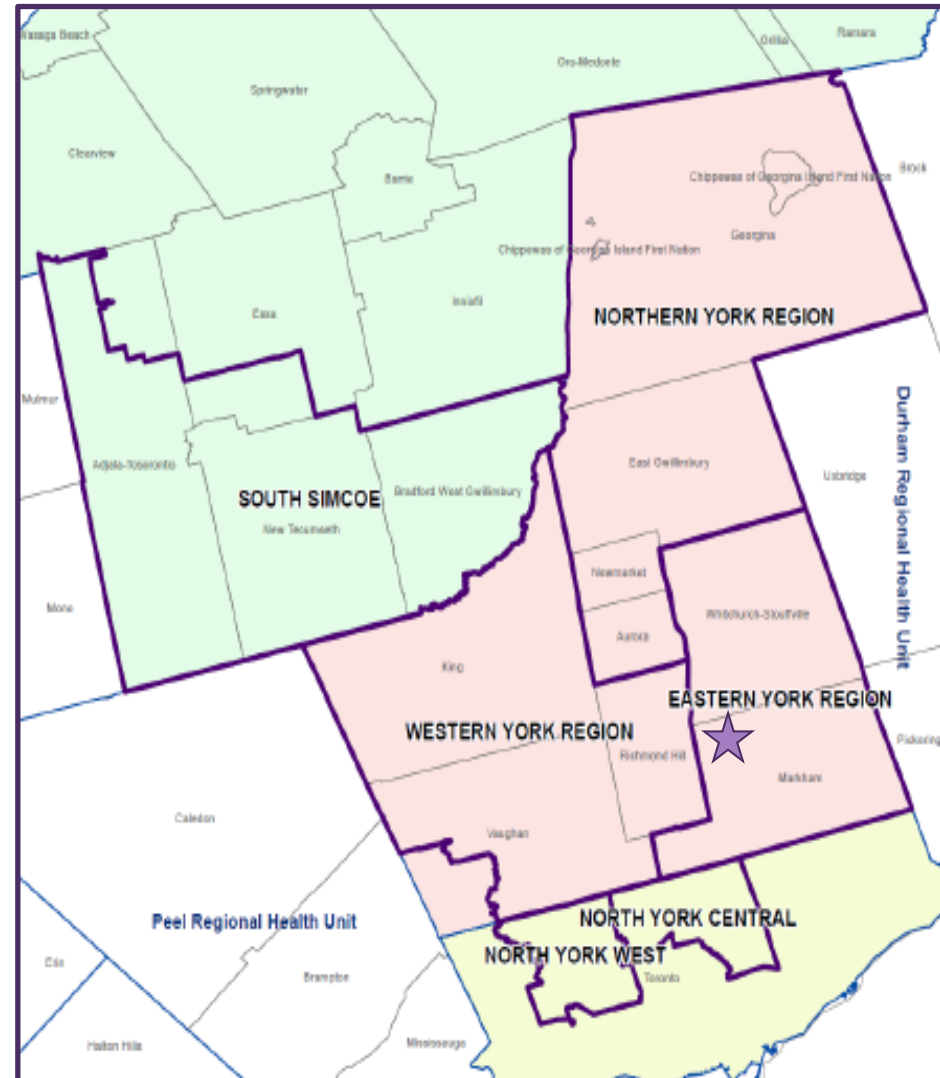 Wasaga Beach
Orillia
Ramara
Oro-Medonte
Springwater
Clearview
Barrie
Brock
Chippewas of Georgina Island First Nation
Georgina
Chippewas of Georgina Island First Nation
Essa
Innisfil
NORTHERN YORK REGION
Mulmur
Durham Regional Health Unit
Adjala-Tosorontio
East Gwillimbury
Uxbridge
Bradford West Gwillimbury
SOUTH SIMCOE
New Tecumseth
Newmarket
Mono
Whitchurch-Stouffville
Aurora
King
EASTERN YORK REGION
WESTERN YORK REGION
Pickering
Richmond Hill
Markham
Caledon
Vaughan
Peel Regional Health Unit
NORTH YORK CENTRAL
NORTH YORK WEST
Erin
Brampton
Toronto
Halton Hills
Mississauga